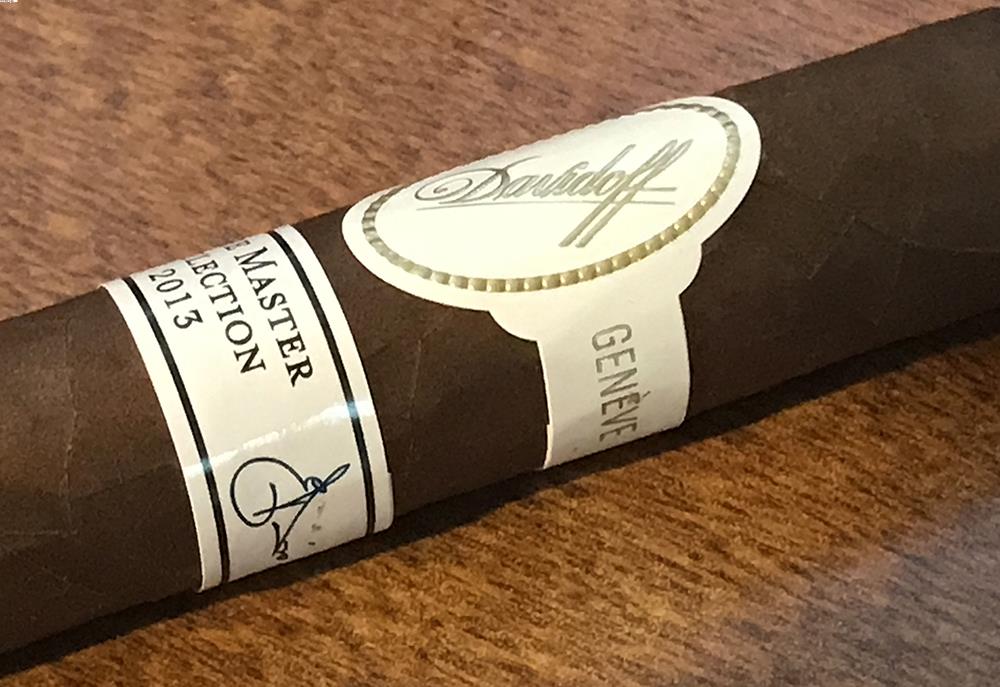 Davidoff
GENÈVE
E MASTER
LECTION
2013